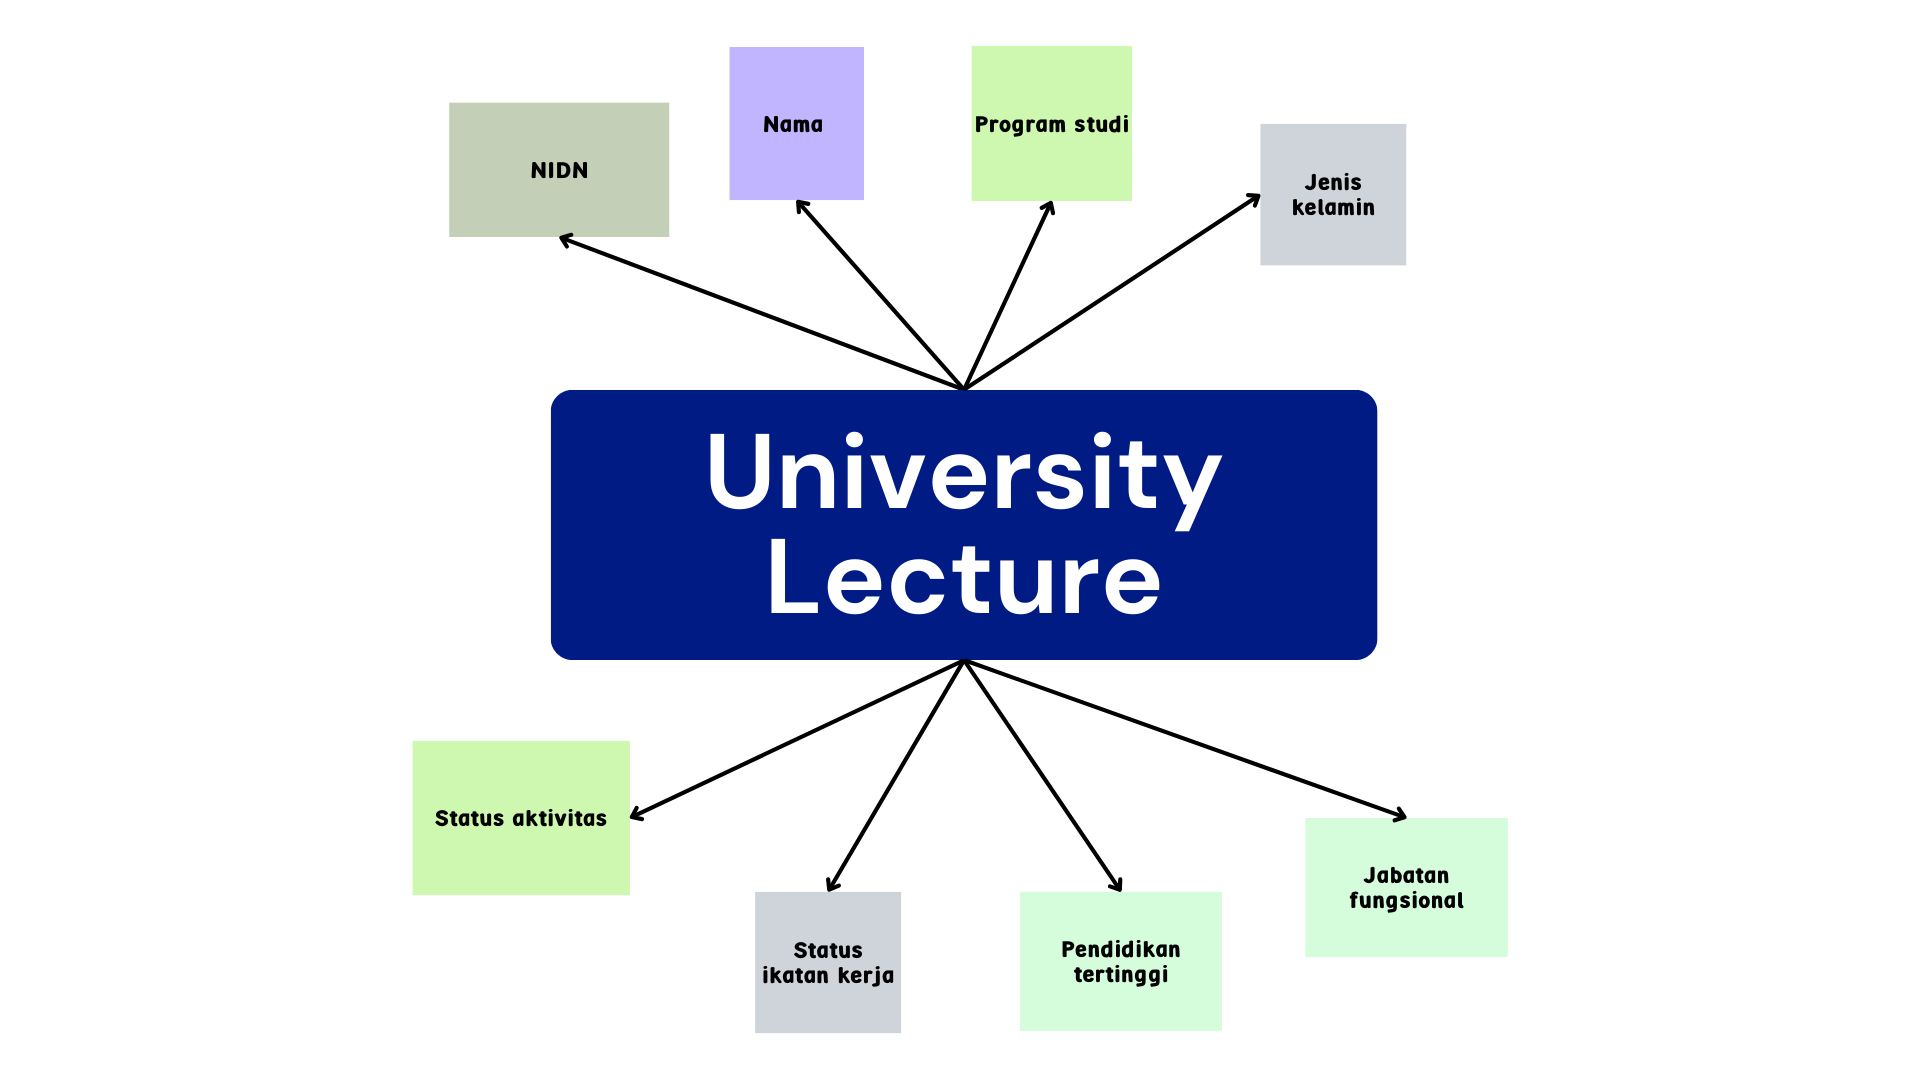 NIDN
Nama
Program studi
Jenis
kelamin
University
Lecture
Status aktivitas
Status
ikatan kerja
Pendidikan
tertinggi
Jabatan
fungsional